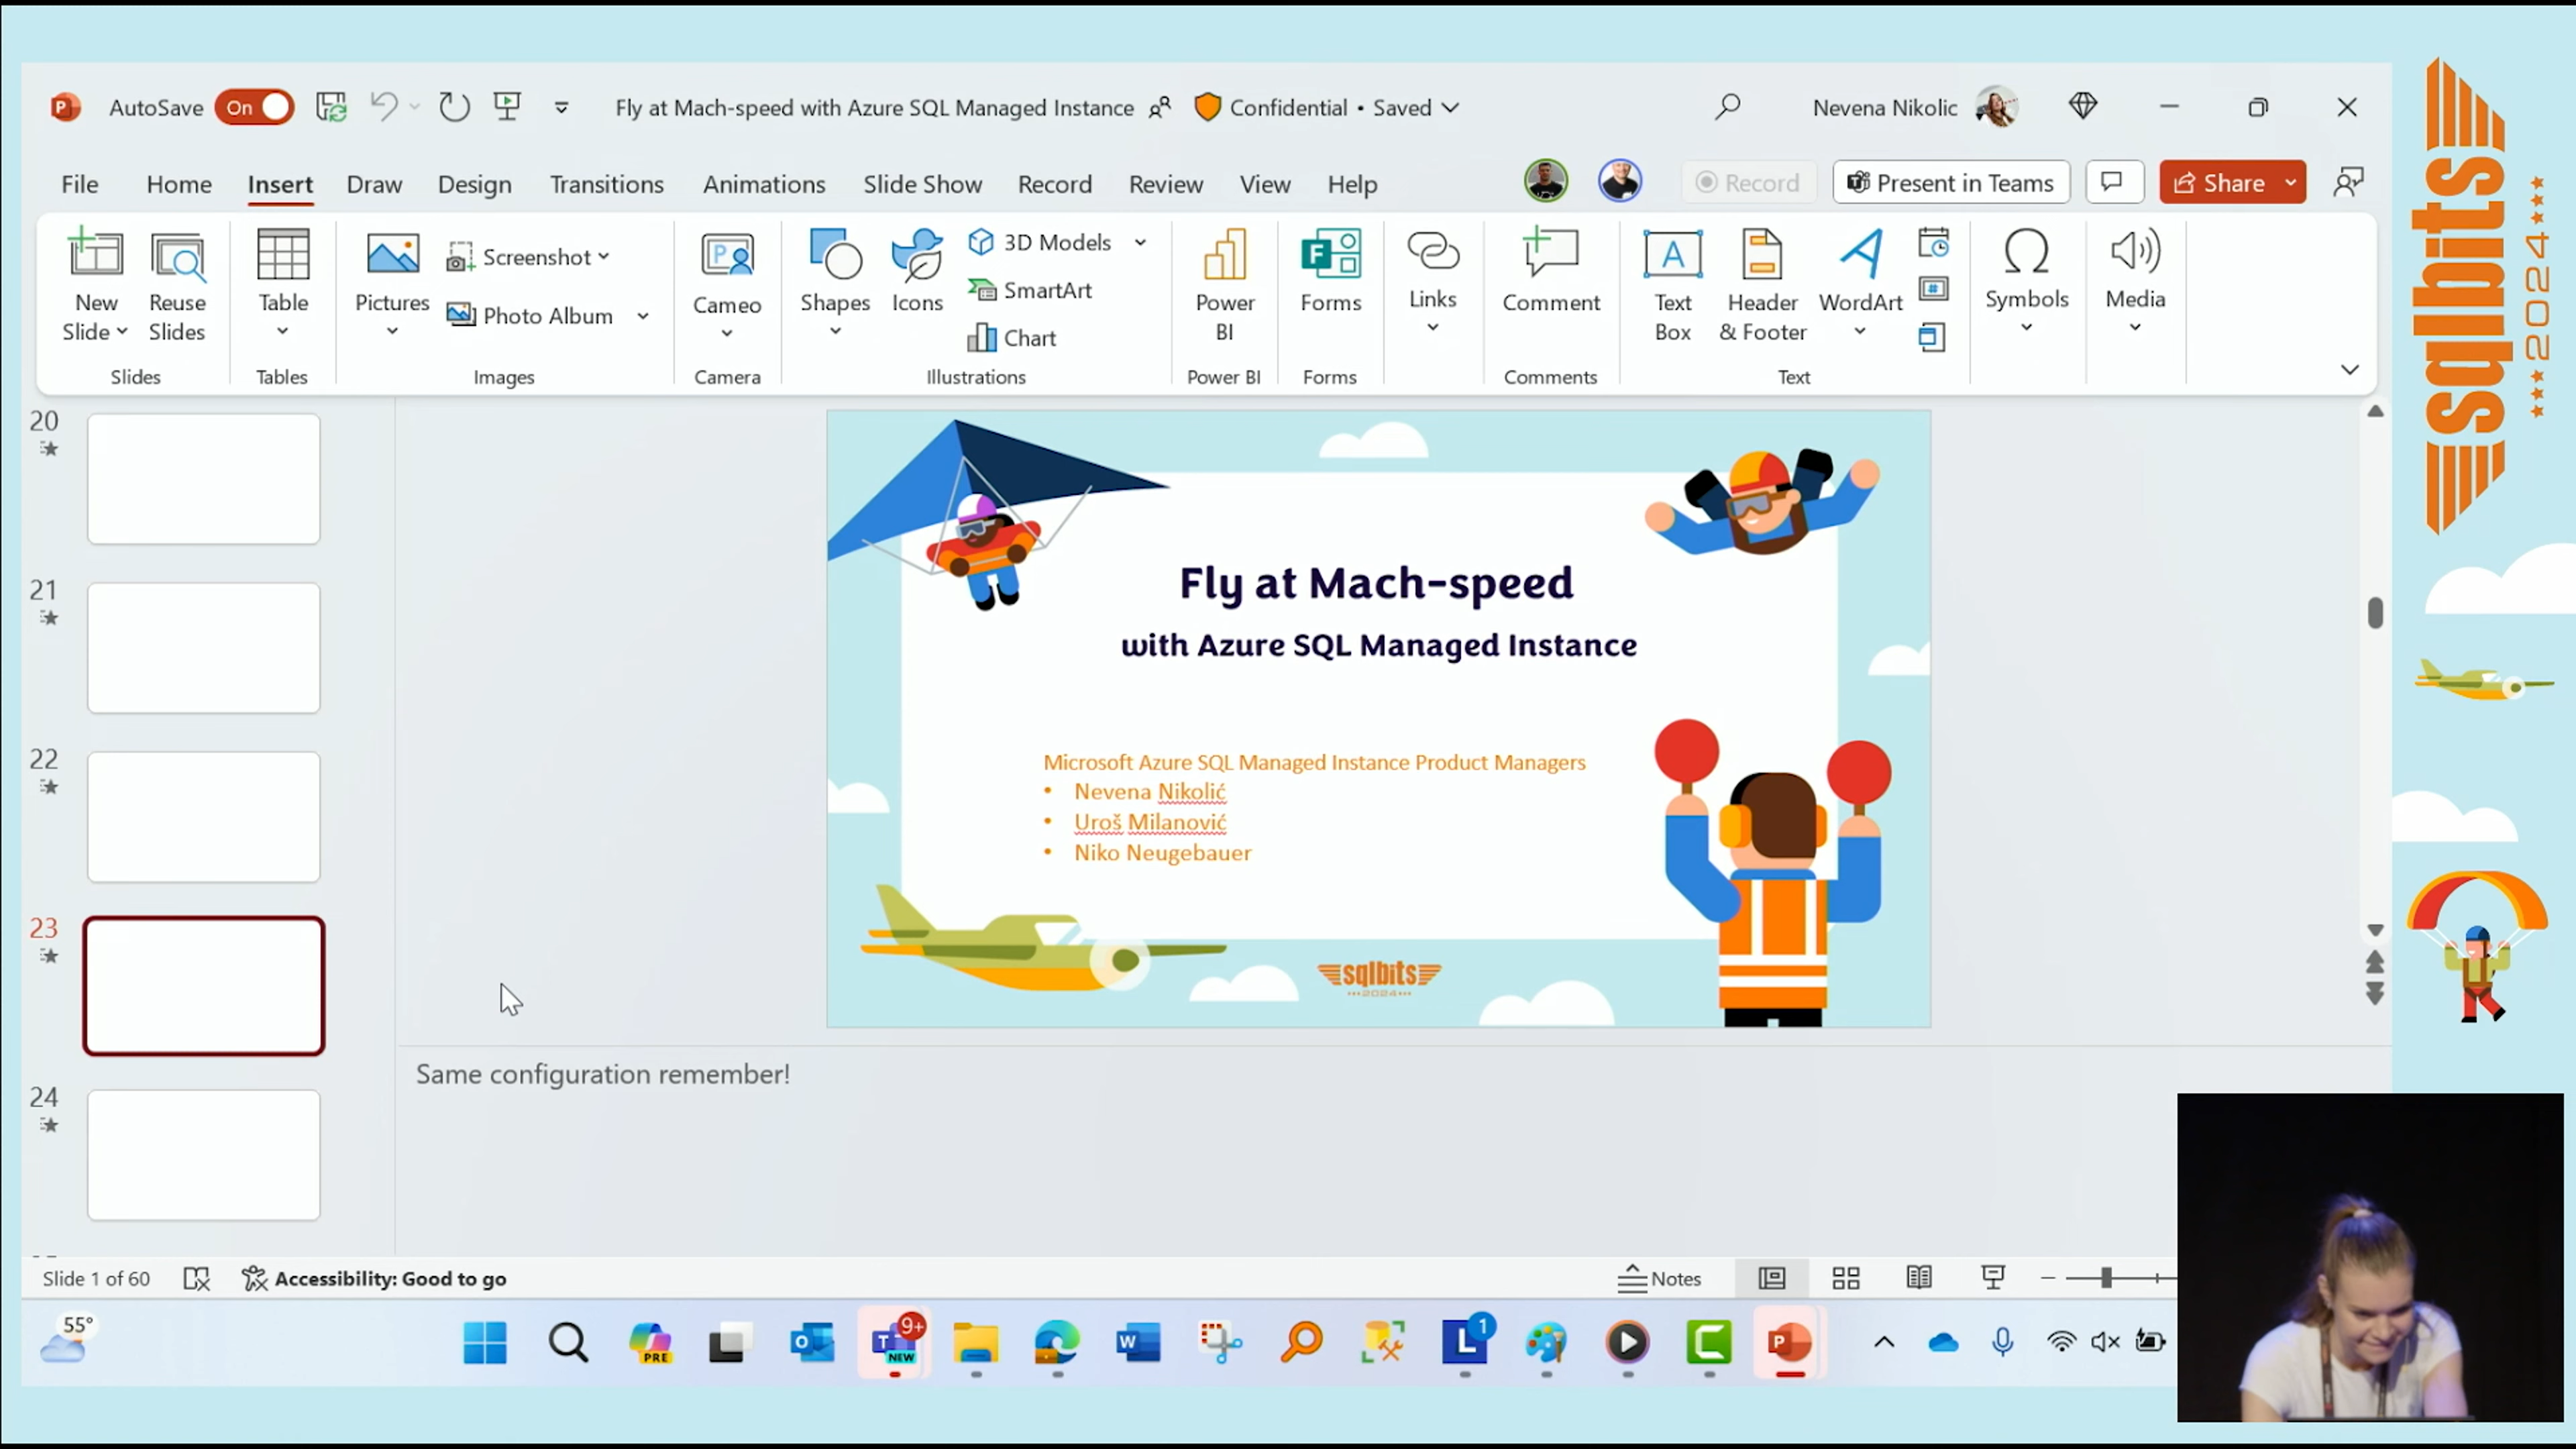 AutoSave On
Fly at Mach-speed with Azure SQL Managed Instance
Confidential • Saved
Nevena Nikolic
File Home Insert Draw Design Transitions Animations Slide Show Record Review View Help
Record
Present in Teams
Share
New Slide
Reuse Slides
Slides
Table
Tables
Pictures
Screenshot
Photo Album
Images
Cameo
Camera
Shapes
Icons
3D Models
SmartArt
Chart
Illustrations
Power BI
Power BI
Forms
Forms
Links
Comment
Comments
Text Box
Header & Footer
WordArt
Text
Symbols
Media
20
21
22
23
24
Fly at Mach-speed
with Azure SQL Managed Instance
Microsoft Azure SQL Managed Instance Product Managers
• Nevena Nikolić
• Uroš Milanović
• Niko Neugebauer
sqlbits
2024
Same configuration remember!
Slide 1 of 60
Accessibility: Good to go
Notes
55°
PRE
9+
NEW
1
sqlbits
2024